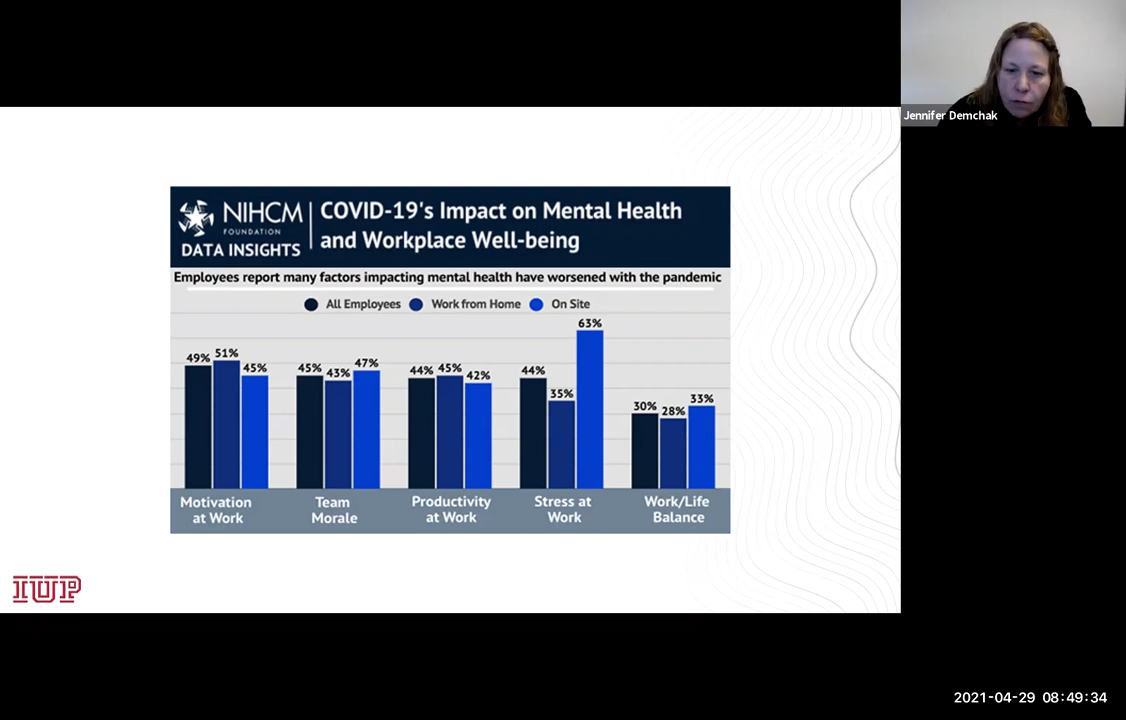 Jennifer Demchak
NIHCM
FOUNDATION
DATA INSIGHTS
COVID-19's Impact on Mental Health
and Workplace Well-being
Employees report many factors impacting mental health have worsened with the pandemic
All Employees Work from Home On Site
49% 51% 45%
45% 43% 47%
44% 45% 42%
44% 35% 63%
30% 28% 33%
Motivation
at Work
Team
Morale
Productivity
at Work
Stress at
Work
Work/Life
Balance
IUP
2021-04-29 08:49:34